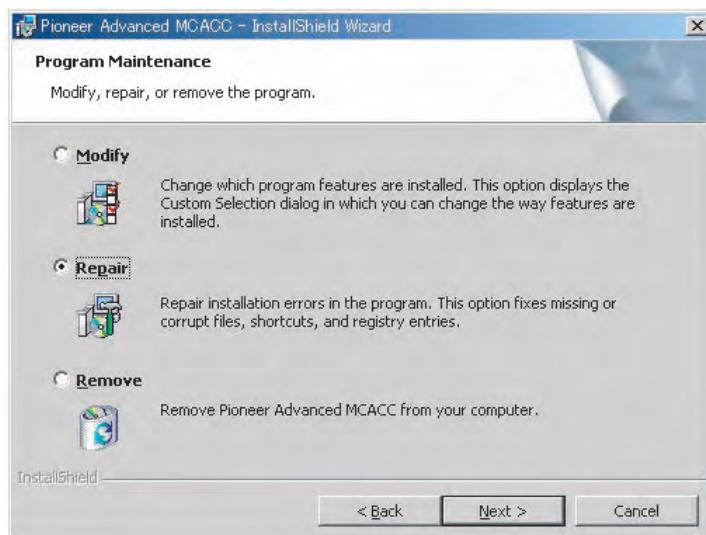 Pioneer Advanced MCACC - InstallShield Wizard
Program Maintenance
Modify, repair, or remove the program.
Modify
Change which program features are installed. This option displays the
Custom Selection dialog in which you can change the way features are
installed.
Repair
Repair installation errors in the program. This option fixes missing or
corrupt files, shortcuts, and registry entries.
Remove
Remove Pioneer Advanced MCACC from your computer.
InstallShield
< Back
Next >
Cancel